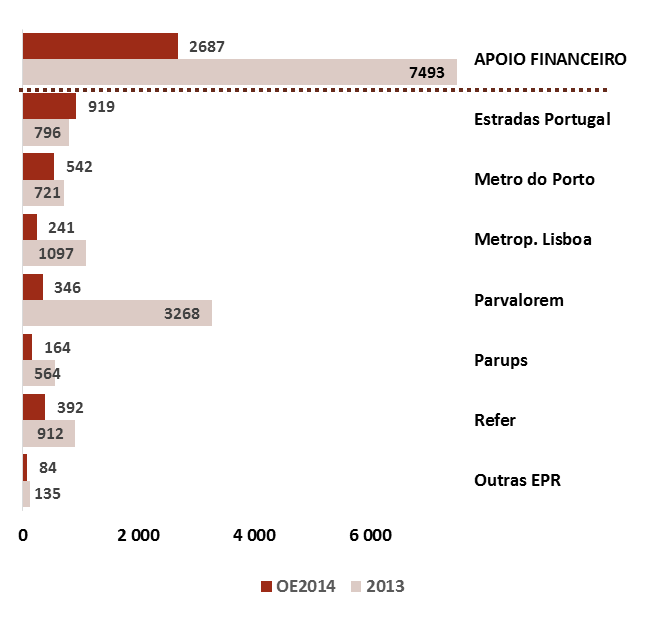 2687
7493
APOIO FINANCEIRO
919
796
Estradas Portugal
542
721
Metro do Porto
241
1097
Metrop. Lisboa
346
3268
Parvalorem
164
564
Parups
392
912
Refer
84
135
Outras EPR
0 2 000 4 000 6 000
OE2014 2013